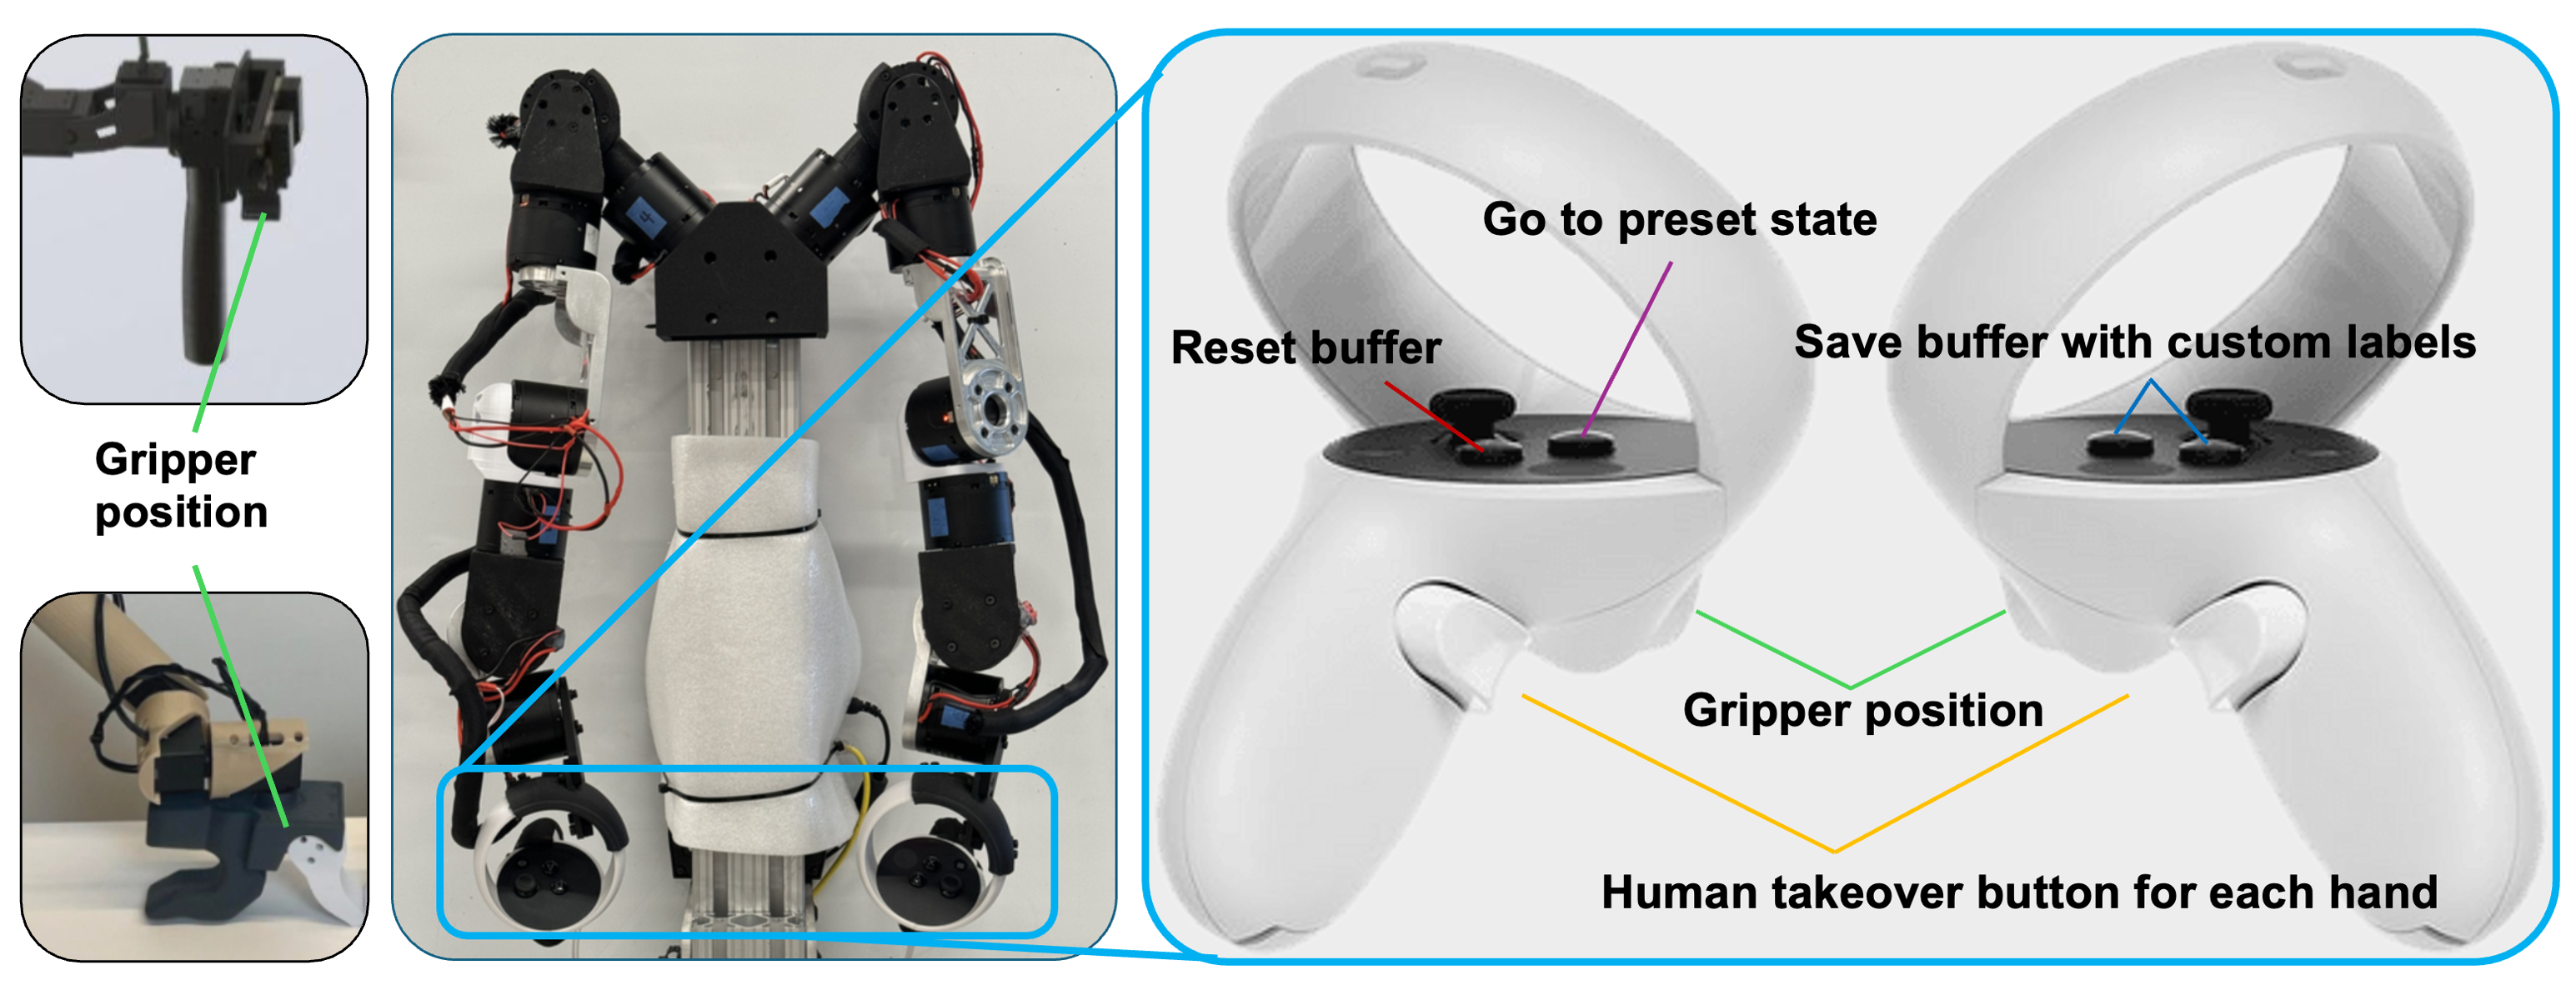 Gripper
position
Go to preset state
Reset buffer
Save buffer with custom labels
Gripper position
Human takeover button for each hand